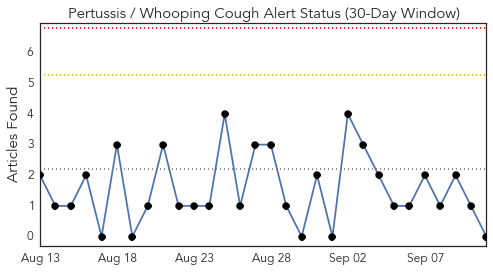 Pertussis / Whooping Cough Alert Status (30-Day Window)
Articles Found
6
5
4
3
2
1
0
Aug 13 Aug 18 Aug 23 Aug 28 Sep 02 Sep 07